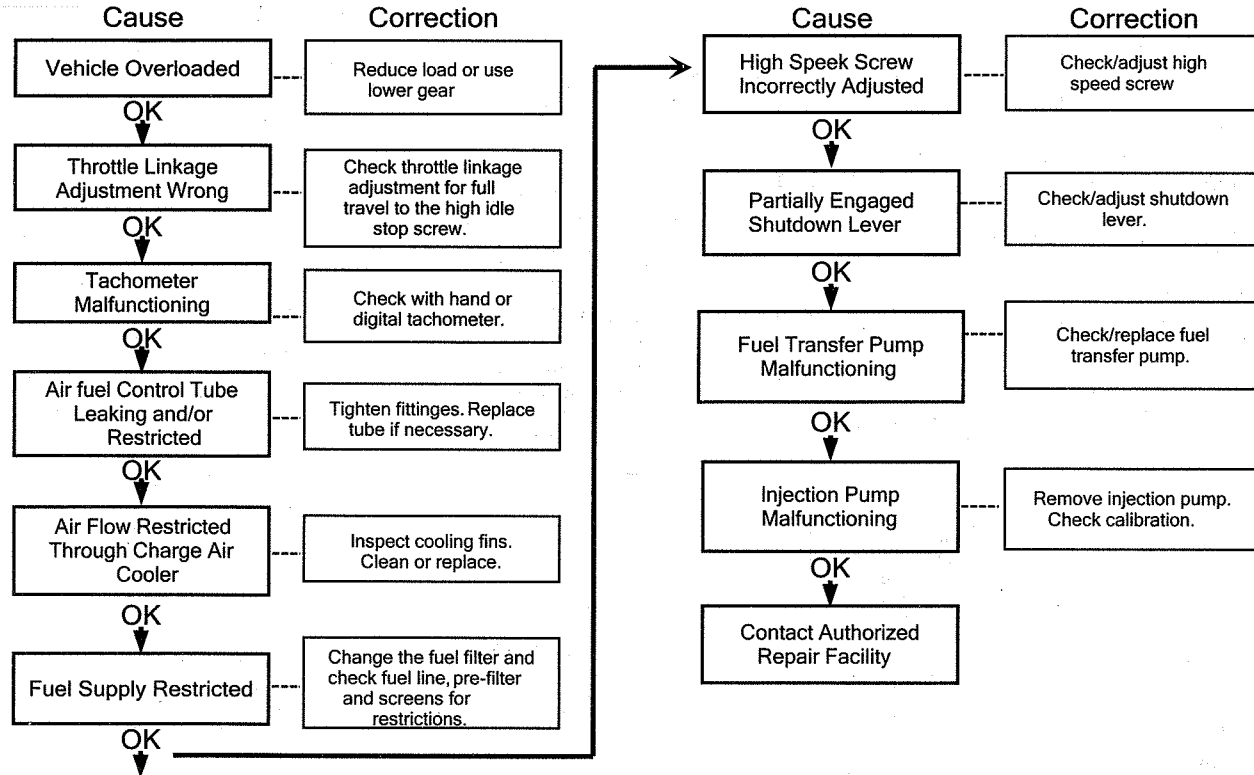 Cause
Correction
Vehicle Overloaded
Reduce load or use
lower gear
OK
Throttle Linkage
Adjustment Wrong
Check throttle linkage
adjustment for full
travel to the high idle
stop screw.
OK
Tachometer
Malfunctioning
Check with hand or
digital tachometer.
OK
Air fuel Control Tube
Leaking and/or
Restricted
Tighten fittinges. Replace
tube if necessary.
OK
Air Flow Restricted
Through Charge Air
Cooler
Inspect cooling fins.
Clean or replace.
OK
Fuel Supply Restricted
Change the fuel filter and
check fuel line, pre-filter
and screens for
restrictions.
OK
Cause
Correction
High Speek Screw
Incorrectly Adjusted
Check/adjust high
speed screw
OK
Partially Engaged
Shutdown Lever
Check/adjust shutdown
lever.
OK
Fuel Transfer Pump
Malfunctioning
Check/replace fuel
transfer pump.
OK
Injection Pump
Malfunctioning
Remove injection pump.
Check calibration.
OK
Contact Authorized
Repair Facility